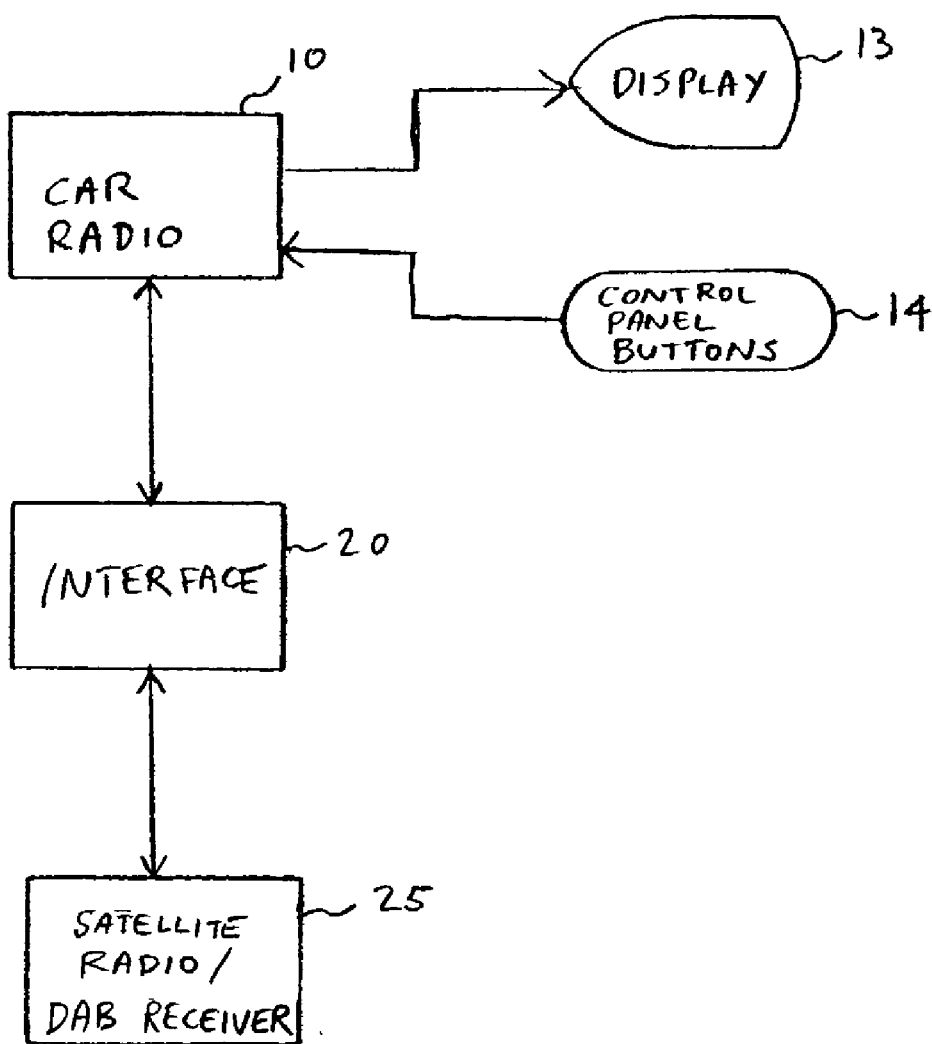 10
DISPLAY
13
CAR
RADIO
CONTROL
PANEL
BUTTONS
14
20
INTERFACE
25
SATELLITE
RADIO/
DAB RECEIVER